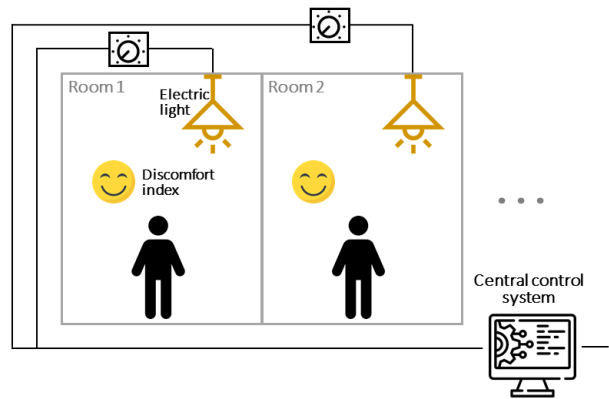 Room 1
Electric
light
Room 2
Discomfort
index
Central control
system